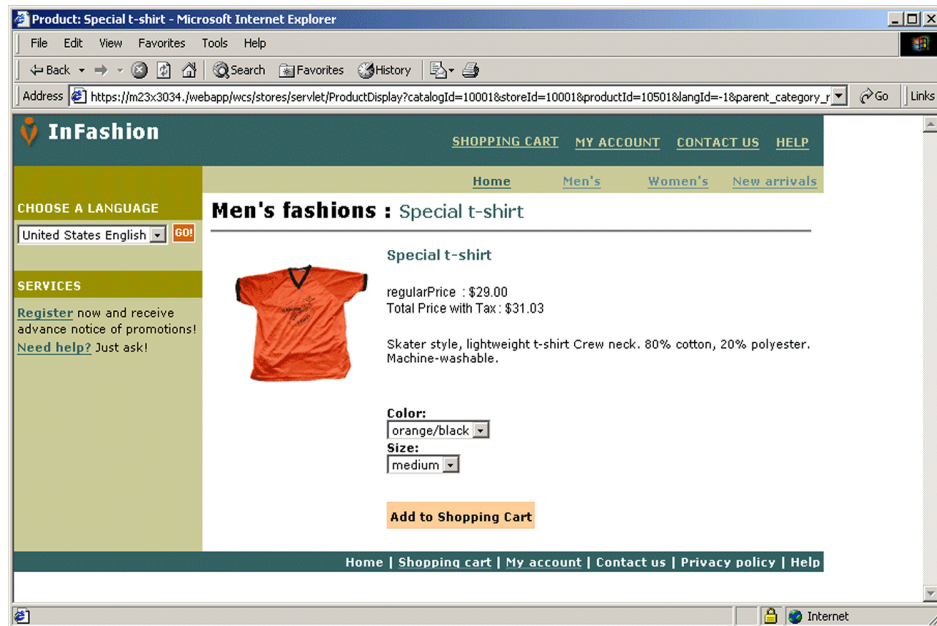 Product: Special t-shirt - Microsoft Internet Explorer
File Edit View Favorites Tools Help
Back Search Favorites History
Address https://m23x3034./webapp/wcs/stores/servlet/ProductDisplay?catalogId=10001&storeId=10001&productId=10501&langId=-1&parent_category_r Go Links
InFashion
SHOPPING CART MY ACCOUNT CONTACT US HELP
Home Men's Women's New arrivals
CHOOSE A LANGUAGE
United States English GO!
SERVICES
Register now and receive
advance notice of promotions!
Need help? Just ask!
Men's fashions : Special t-shirt
Special t-shirt
regularPrice : $29.00
Total Price with Tax : $31.03
Skater style, lightweight t-shirt Crew neck. 80% cotton, 20% polyester.
Machine-washable.
Color:
orange/black
Size:
medium
Add to Shopping Cart
Home | Shopping cart | My account | Contact us | Privacy policy | Help
Internet